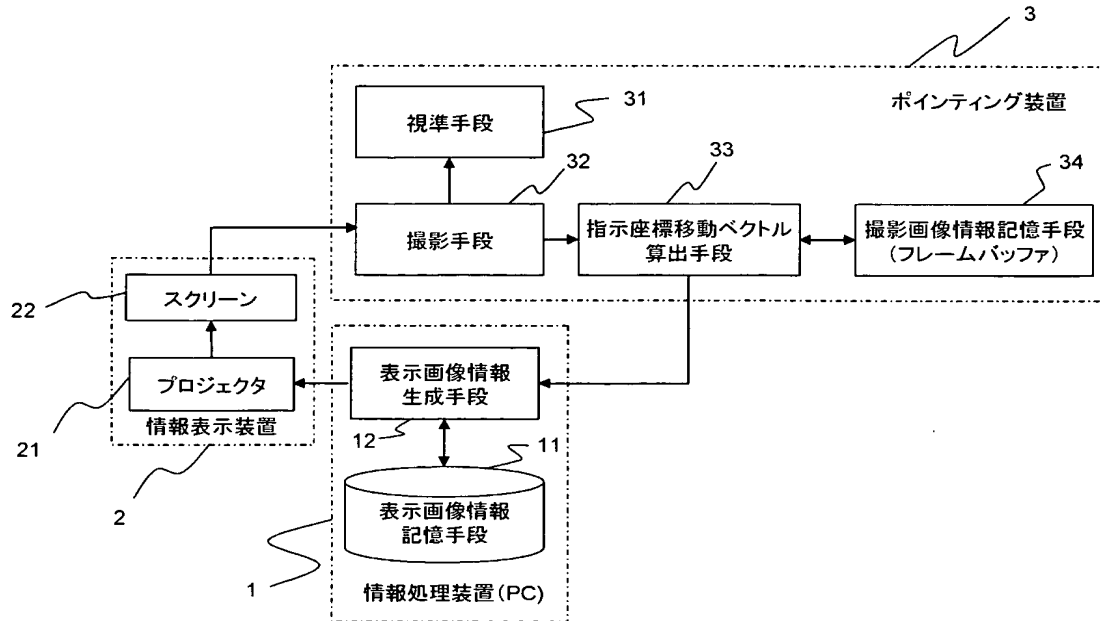 3
ポインティング装置
視準手段
31
32
33
34
撮影手段
指示座標移動ベクトル
算出手段
撮影画像情報記憶手段
(フレームバッファ)
スクリーン
22
プロジェクタ
21
情報表示装置
2
表示画像情報
生成手段
12
11
表示画像情報
記憶手段
1
情報処理装置(PC)